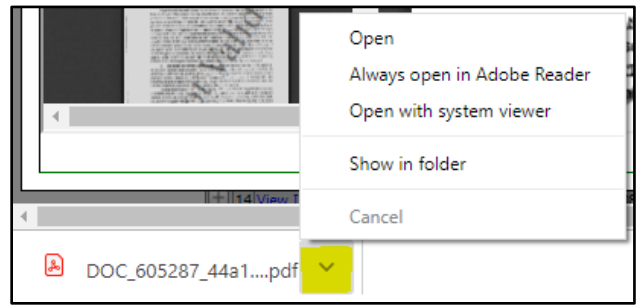 Open
Always open in Adobe Reader
Open with system viewer
Show in folder
Cancel
14 View
DOC_605287_44a1....pdf